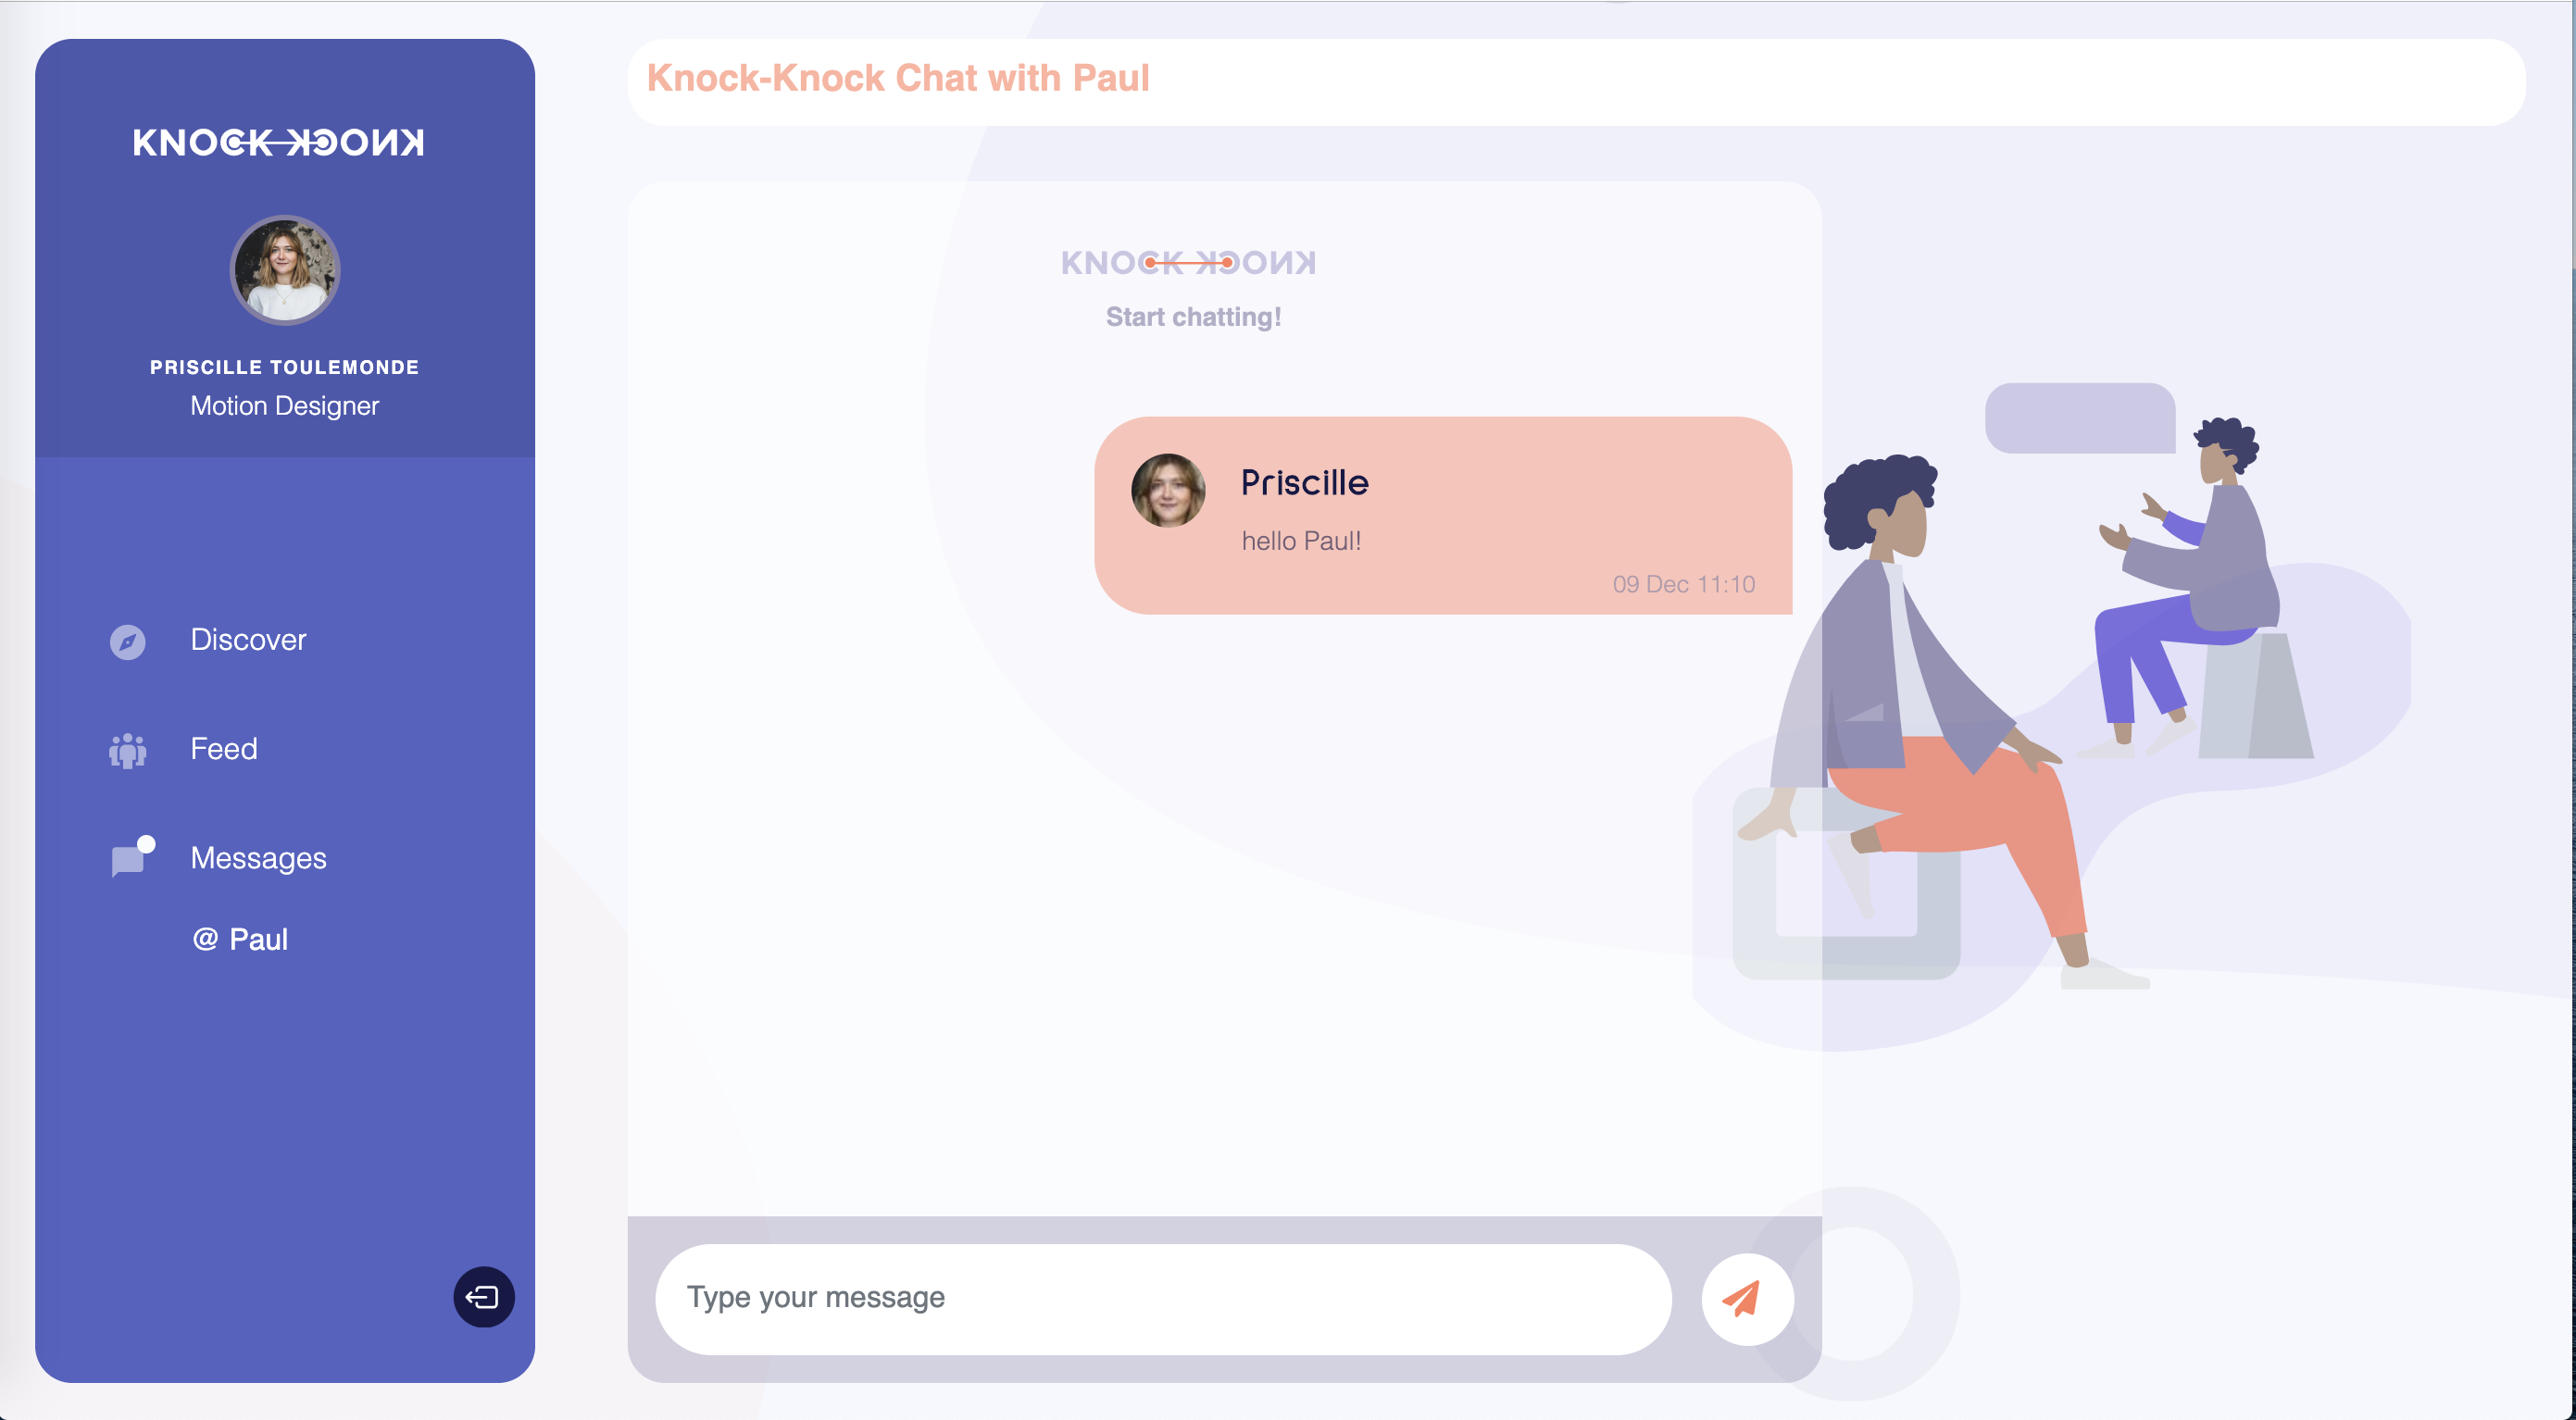 KNOCK KNOCK
PRISCILLE TOULEMONDE
Motion Designer
Discover
Feed
Messages
@ Paul
Knock-Knock Chat with Paul
KNOCK KNOCK
Start chatting!
Priscille
hello Paul!
09 Dec 11:10
Type your message